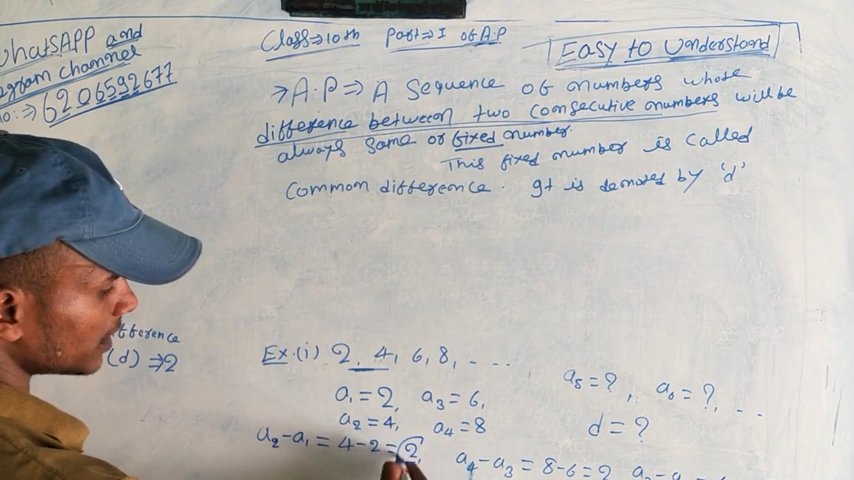 WhatsAPP and
egram channel
no:→ 6206592677
Class→10th Part→I of A.P
Easy to Understand
→ A.P ⇒ A Sequence of numbers whose
difference between two consecutive numbers will be
always same or fixed number.
This fixed number is called
Common difference. It is denoted by 'd'
fference
(d) ⇒ 2
Ex.(i) 2, 4, 6, 8, - - - -
a₁ = 2, a₃ = 6,
a₂ = 4, a₄ = 8
a₅ = ?, a₆ = ?, - -
d = ?
a₂ - a₁ = 4 - 2 = 2,
a₄ - a₃ = 8 - 6 = 2